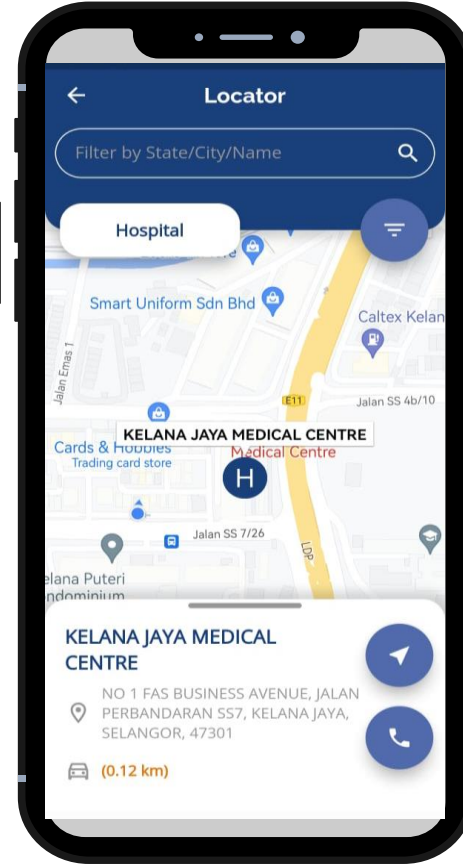 Locator
Filter by State/City/Name
Hospital
Smart Uniform Sdn Bhd
Caltex Kelan
Jalan Emas 1
E11
Jalan SS 4b/10
KELANA JAYA MEDICAL CENTRE
Cards & Hobbies
Medical Centre
Trading card store
H
Jalan SS 7/26
LDP
elana Puteri
ndominium
KELANA JAYA MEDICAL
CENTRE
NO 1 FAS BUSINESS AVENUE, JALAN
PERBANDARAN SS7, KELANA JAYA,
SELANGOR, 47301
(0.12 km)